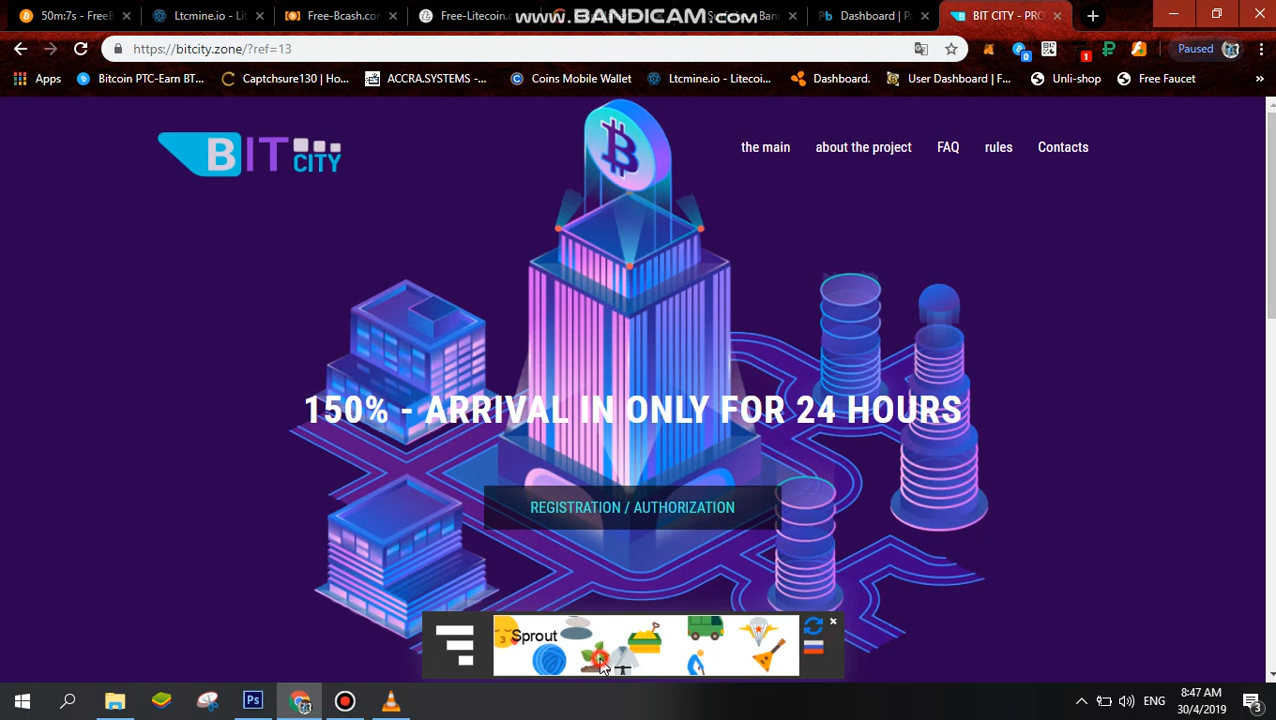 www.BANDICAM.com
50m:7s - FreeB
Ltcmine.io - Li
Free-Bcash.co
Free-Litecoin.c
Dashboard | P
BIT CITY - PRO
https://bitcity.zone/?ref=13
Paused
Apps
Bitcoin PTC-Earn BT...
Captchsure130 | Ho...
ACCRA.SYSTEMS -...
Coins Mobile Wallet
Ltcmine.io - Litecoi...
Dashboard.
User Dashboard | F...
Uni-shop
Free Faucet
BIT CITY
the main
about the project
FAQ
rules
Contacts
150% - ARRIVAL IN ONLY FOR 24 HOURS
REGISTRATION / AUTHORIZATION
Sprout
ENG
8:47 AM
30/4/2019